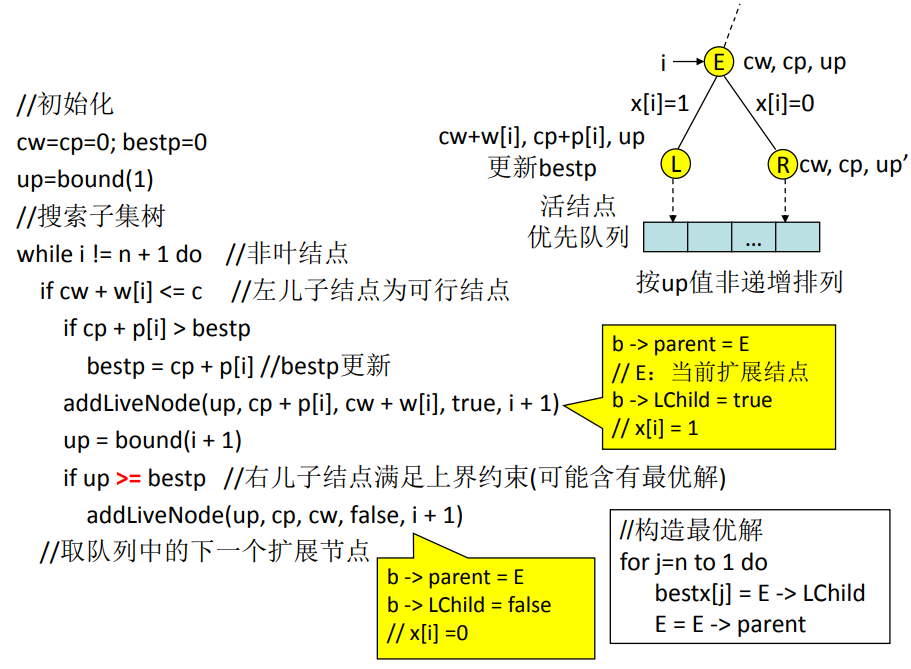 //初始化
cw=cp=0; bestp=0
up=bound(1)
//搜索子集树
while i != n + 1 do //非叶结点
if cw + w[i] <= c //左儿子结点为可行结点
if cp + p[i] > bestp
bestp = cp + p[i] //bestp更新
addLiveNode(up, cp + p[i], cw + w[i], true, i + 1)
up = bound(i + 1)
if up >= bestp //右儿子结点满足上界约束(可能含有最优解)
addLiveNode(up, cp, cw, false, i + 1)
//取队列中的下一个扩展节点
i
E
cw, cp, up
x[i]=1
x[i]=0
cw+w[i], cp+p[i], up
更新bestp
L
R
cw, cp, up’
活结点
优先队列
...
按up值非递增排列
b -> parent = E
// E：当前扩展结点
b -> LChild = true
// x[i] = 1
b -> parent = E
b -> LChild = false
// x[i] =0
//构造最优解
for j=n to 1 do
bestx[j] = E -> LChild
E = E -> parent